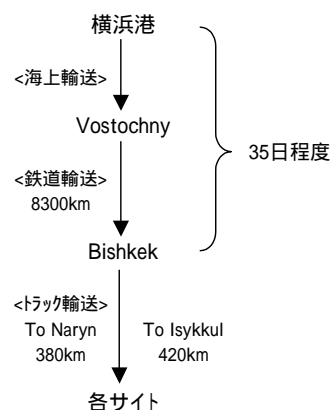 横浜港
<海上輸送>
Vostochny
35日程度
<鉄道輸送>
8300km
Bishkek
<ﾄﾗｯｸ輸送>
To Naryn
380km
To Isykkul
420km
各サイト